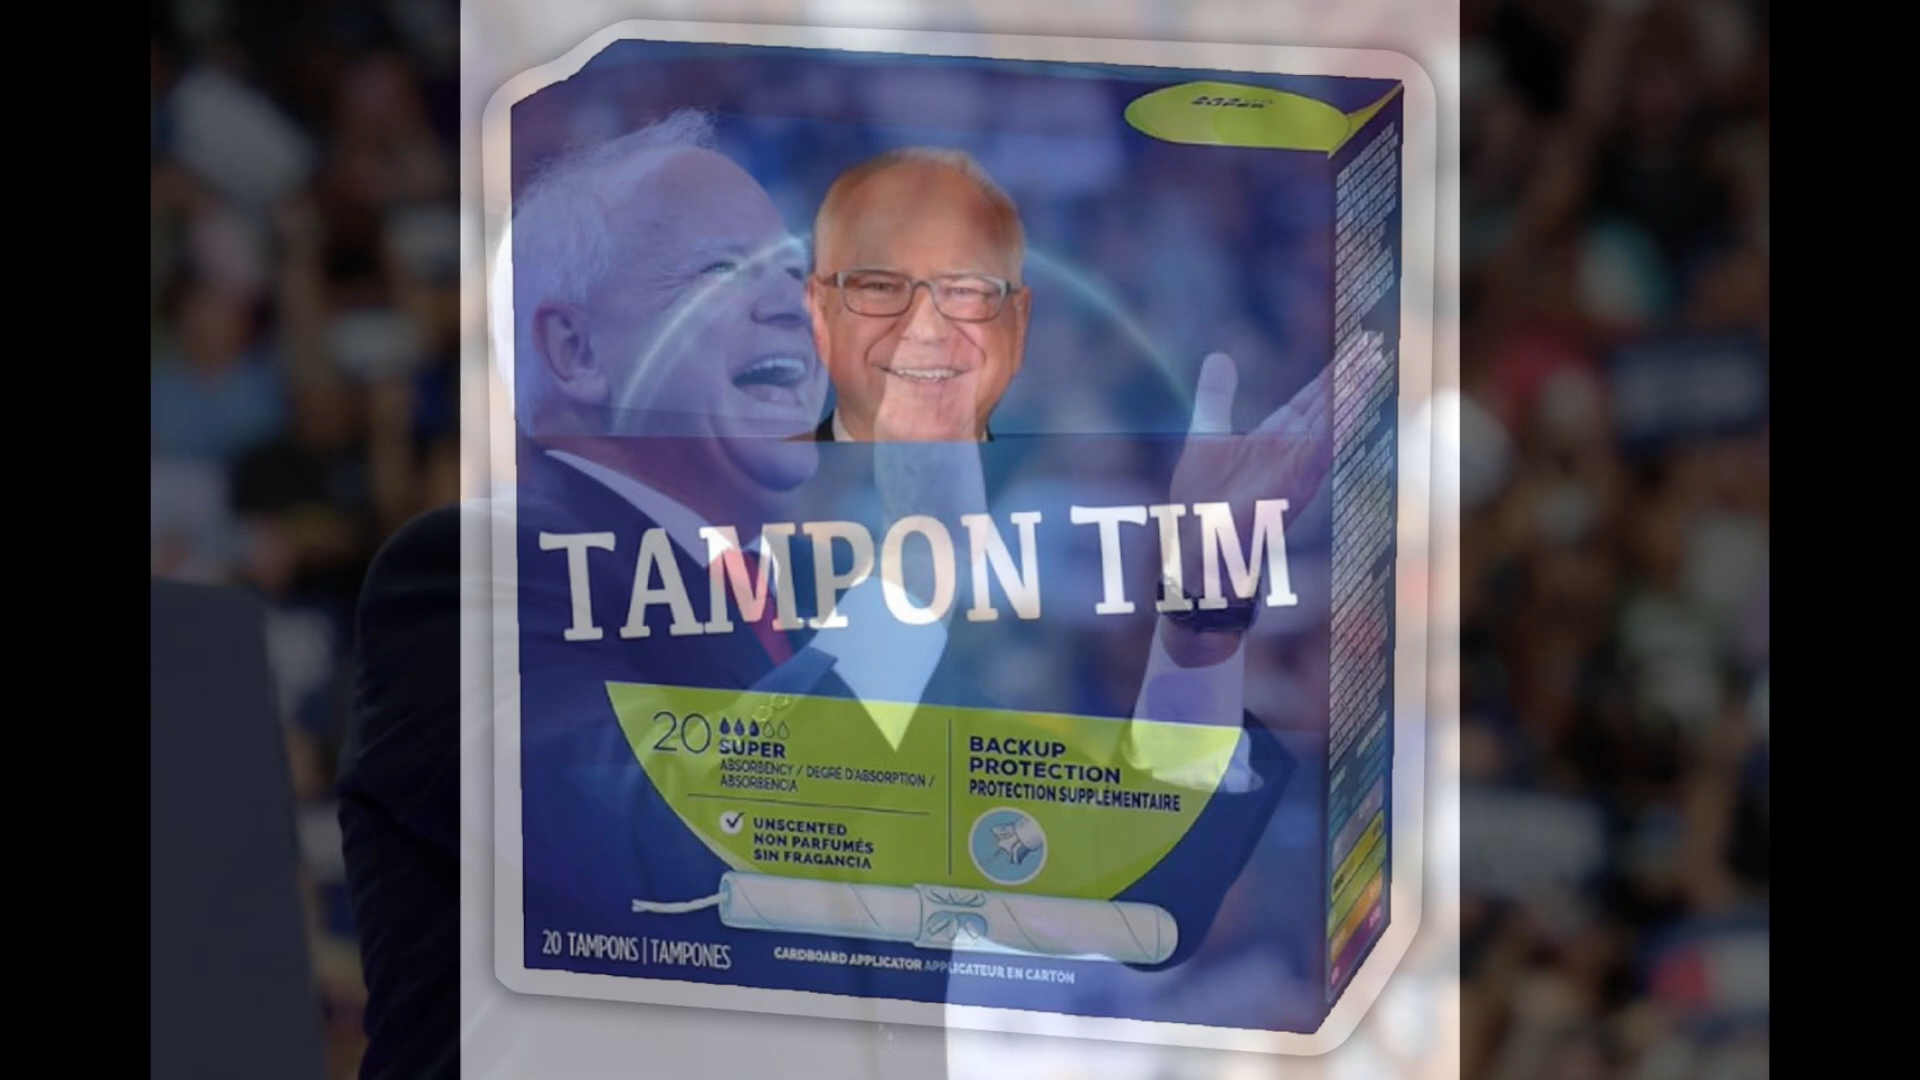 SUPER
TAMPON TIM
20
SUPER
ABSORBENCY / DEGRÉ D'ABSORPTION /
ABSORBENCIA
UNSCENTED
NON PARFUMÉS
SIN FRAGANCIA
BACKUP
PROTECTION
PROTECTION SUPPLÉMENTAIRE
20 TAMPONS | TAMPONES
CARDBOARD APPLICATOR APPLICATEUR EN CARTON